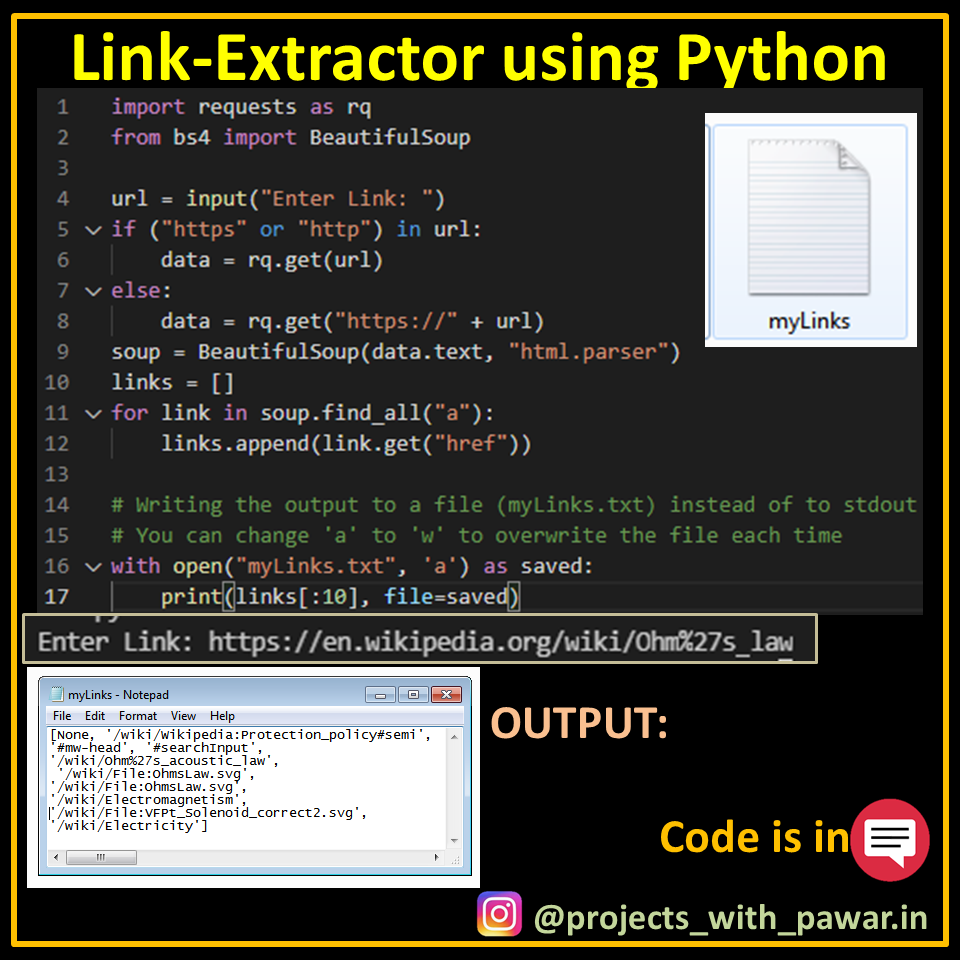 Link-Extractor using Python
1 import requests as rq
2 from bs4 import BeautifulSoup
3
4 url = input("Enter Link: ")
5 if ("https" or "http") in url:
6 data = rq.get(url)
7 else:
8 data = rq.get("https://" + url)
9 soup = BeautifulSoup(data.text, "html.parser")
10 links = []
11 for link in soup.find_all("a"):
12 links.append(link.get("href"))
13
14 # Writing the output to a file (myLinks.txt) instead of to stdout
15 # You can change 'a' to 'w' to overwrite the file each time
16 with open("myLinks.txt", 'a') as saved:
17 print(links[:10], file=saved)
myLinks
Enter Link: https://en.wikipedia.org/wiki/Ohm%27s_law
myLinks - Notepad
File Edit Format View Help
[None, '/wiki/Wikipedia:Protection_policy#semi',
'#mw-head', '#searchInput',
'/wiki/Ohm%27s_acoustic_law',
'/wiki/File:OhmsLaw.svg',
'/wiki/File:OhmsLaw.svg',
'/wiki/Electromagnetism',
'/wiki/File:VFPt_Solenoid_correct2.svg',
'/wiki/Electricity']
OUTPUT:
Code is in
@projects_with_pawar.in